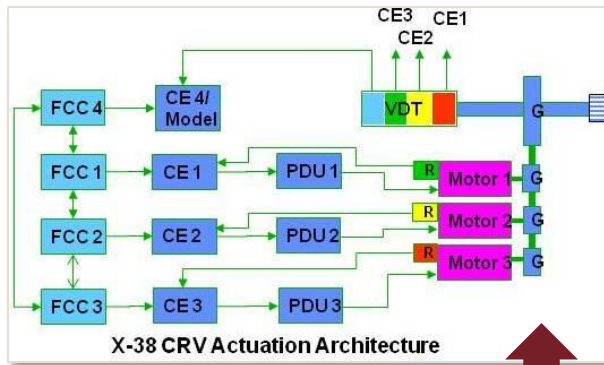 CE3
CE2
CE1
FCC 4
CE 4/
Model
VDT
G
FCC 1
CE 1
PDU 1
R
Motor 1
G
FCC 2
CE 2
PDU 2
R
Motor 2
G
FCC 3
CE 3
PDU 3
R
Motor 3
G
X-38 CRV Actuation Architecture